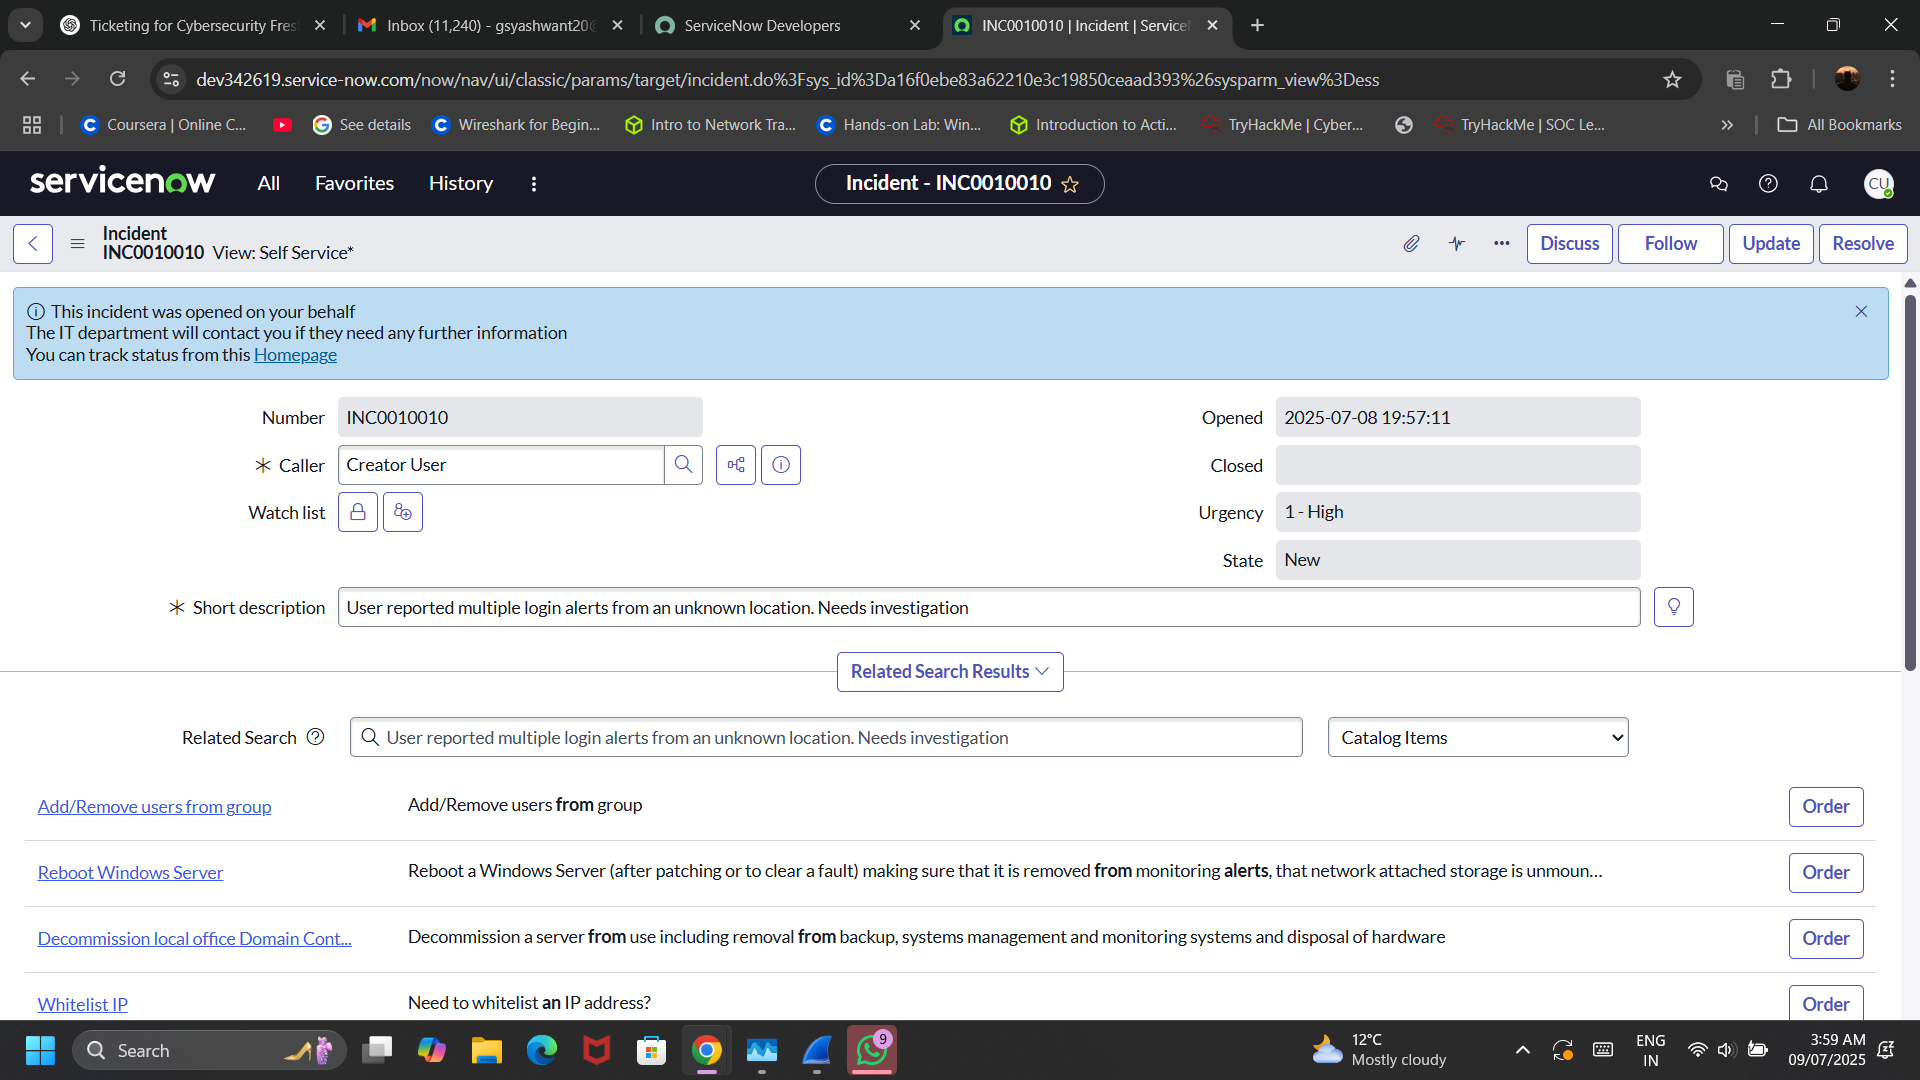 Ticketing for Cybersecurity Fres
Inbox (11,240) - gsyashwant20
ServiceNow Developers
INC0010010 | Incident | Service
dev342619.service-now.com/now/nav/ui/classic/params/target/incident.do%3Fsys_id%3Da16f0ebe83a62210e3c19850ceaad393%26sysparm_view%3Dess
Coursera | Online C...
See details
Wireshark for Begin...
Intro to Network Tra...
Hands-on Lab: Win...
Introduction to Acti...
TryHackMe | Cyber...
TryHackMe | SOC Le...
All Bookmarks
servicenow
All
Favorites
History
Incident - INC0010010
CU
Incident
INC0010010 View: Self Service*
Discuss
Follow
Update
Resolve
This incident was opened on your behalf
The IT department will contact you if they need any further information
You can track status from this Homepage
Number
INC0010010
Opened
2025-07-08 19:57:11
Caller
Creator User
Closed
Watch list
Urgency
1 - High
State
New
Short description
User reported multiple login alerts from an unknown location. Needs investigation
Related Search Results
Related Search
User reported multiple login alerts from an unknown location. Needs investigation
Catalog Items
Add/Remove users from group
Add/Remove users from group
Order
Reboot Windows Server
Reboot a Windows Server (after patching or to clear a fault) making sure that it is removed from monitoring alerts, that network attached storage is unmoun...
Order
Decommission local office Domain Cont...
Decommission a server from use including removal from backup, systems management and monitoring systems and disposal of hardware
Order
Whitelist IP
Need to whitelist an IP address?
Order
Search
9
12°C
Mostly cloudy
ENG
IN
3:59 AM
09/07/2025